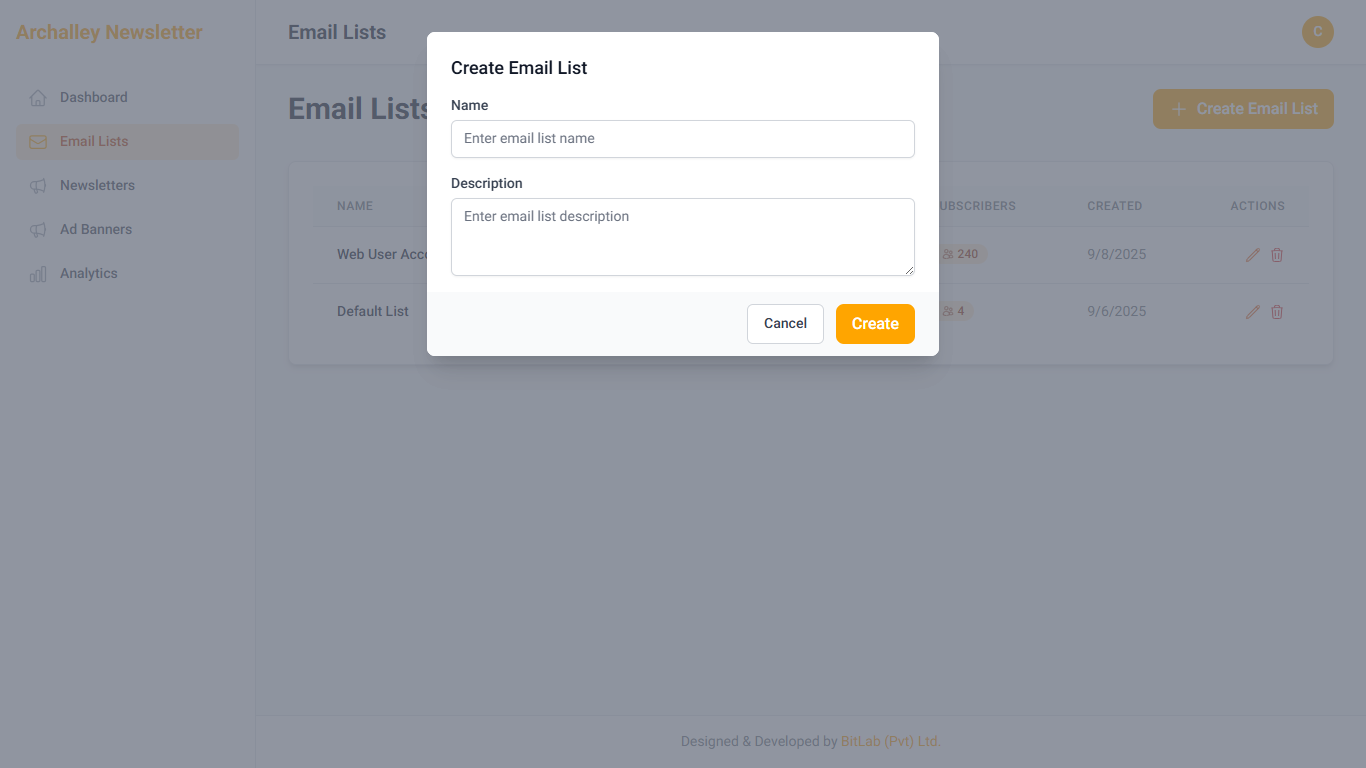 Archalley Newsletter
Dashboard
Email Lists
Newsletters
Ad Banners
Analytics
Email Lists
C
Email Lists
Create Email List
Create Email List
Name
Enter email list name
Description
Enter email list description
Cancel
Create
NAME
UBSCRIBERS
CREATED
ACTIONS
Web User Acc
240
9/8/2025
Default List
4
9/6/2025
Designed & Developed by BitLab (Pvt) Ltd.